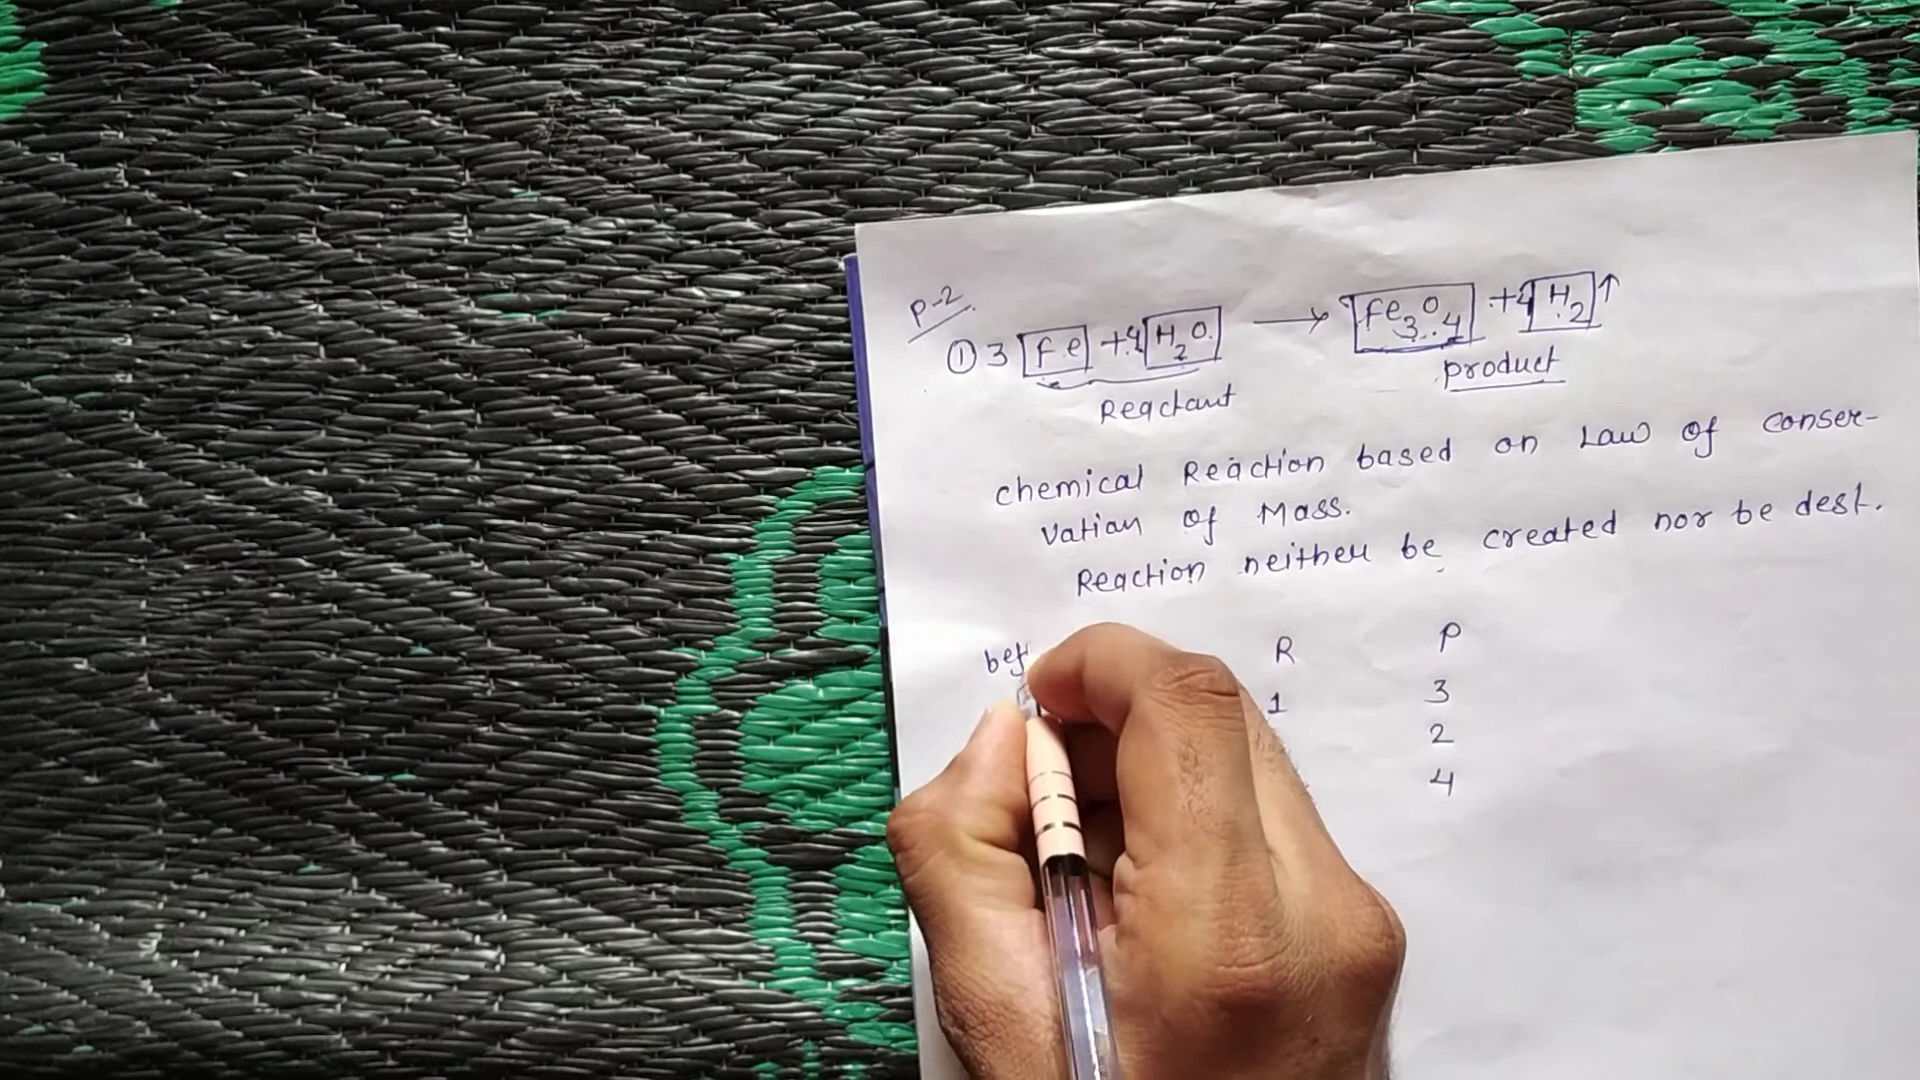 P-2
① 3 Fe + 4 H2O → Fe3O4 + 4 H2 ↑
Reactant product
chemical Reaction based on Law of conser-
vation of Mass.
Reaction neither be created nor be dest.
bef R P
1 3
2
4